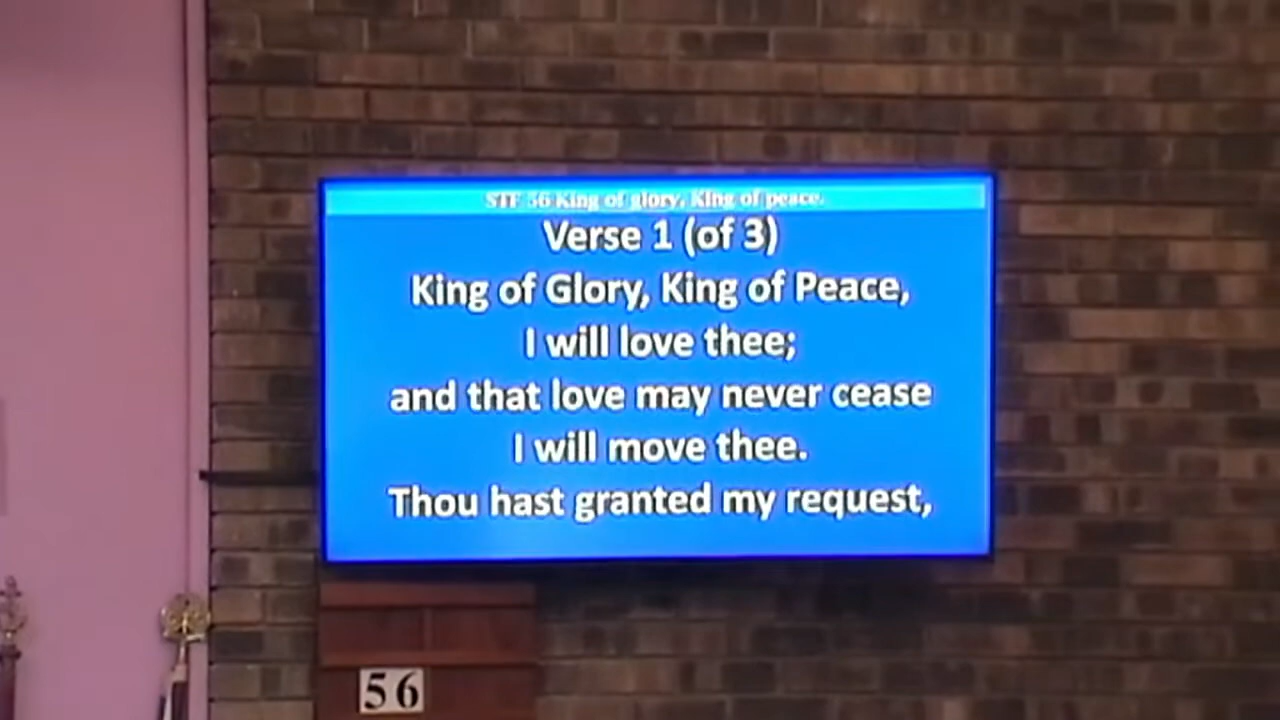 STF 56 King of glory, King of peace.
Verse 1 (of 3)
King of Glory, King of Peace,
I will love thee;
and that love may never cease
I will move thee.
Thou hast granted my request,
56